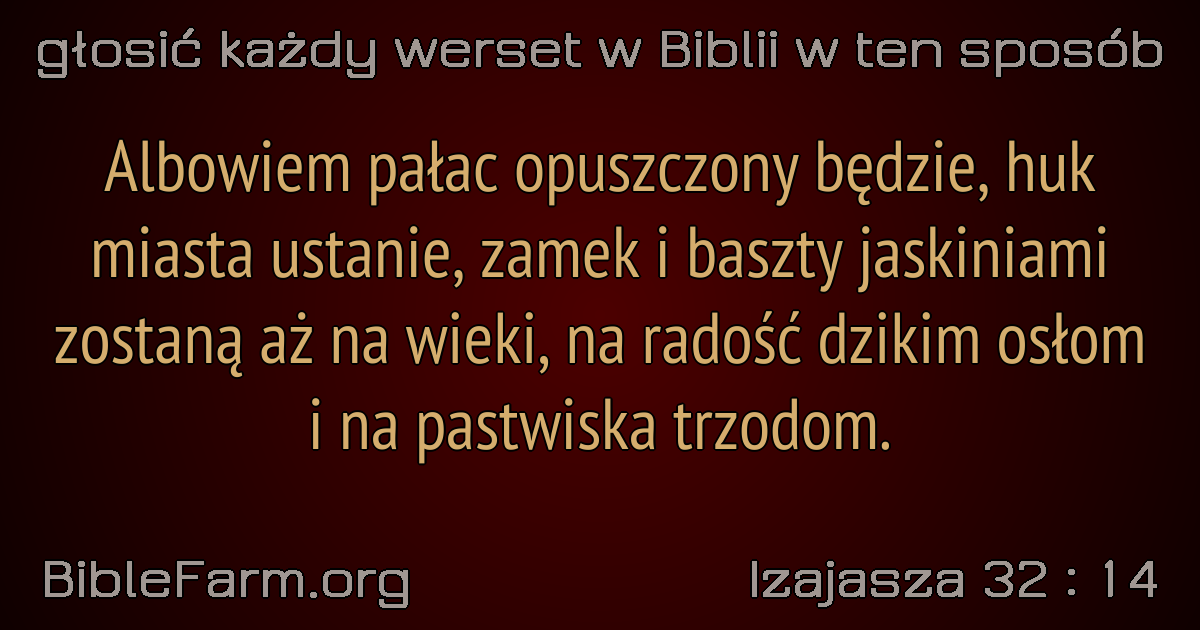 głosić każdy werset w Biblii w ten sposób
Albowiem pałac opuszczony będzie, huk
miasta ustanie, zamek i baszty jaskiniami
zostaną aż na wieki, na radość dzikim osłom
i na pastwiska trzodom.
BibleFarm.org
Izajasza 32 : 14